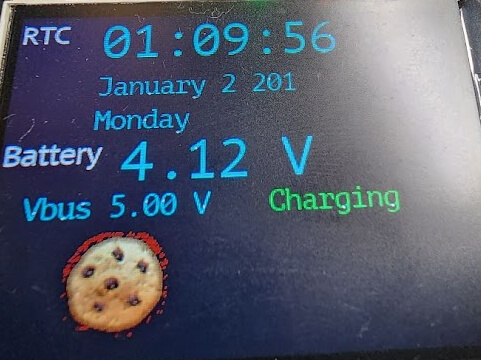 RTC 01:09:56
January 2 201
Monday
Battery 4.12 V
Vbus 5.00 V Charging